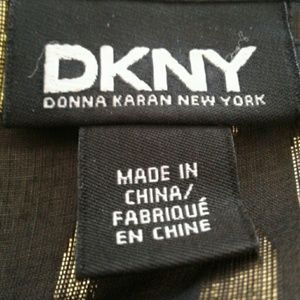 DKNY
DONNA KARAN NEW YORK
MADE IN
CHINA/
FABRIQUÉ
EN CHINE